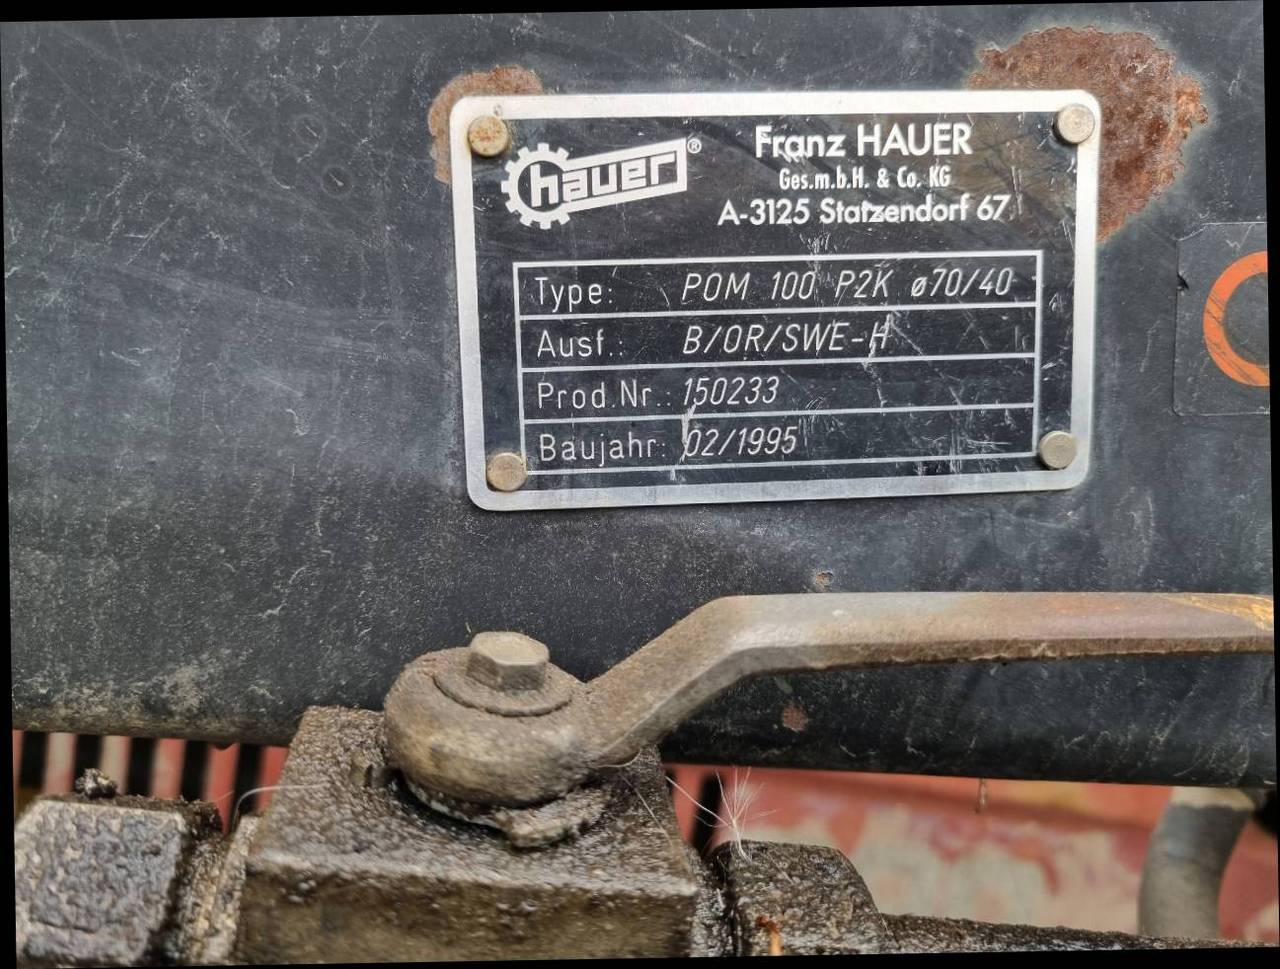 hauer®
Franz HAUER
Ges.m.b.H. & Co. KG
A-3125 Statzendorf 67
Type: POM 100 P2K ø70/40
Ausf.: B/OR/SWE-H
Prod.Nr.: 150233
Baujahr: 02/1995